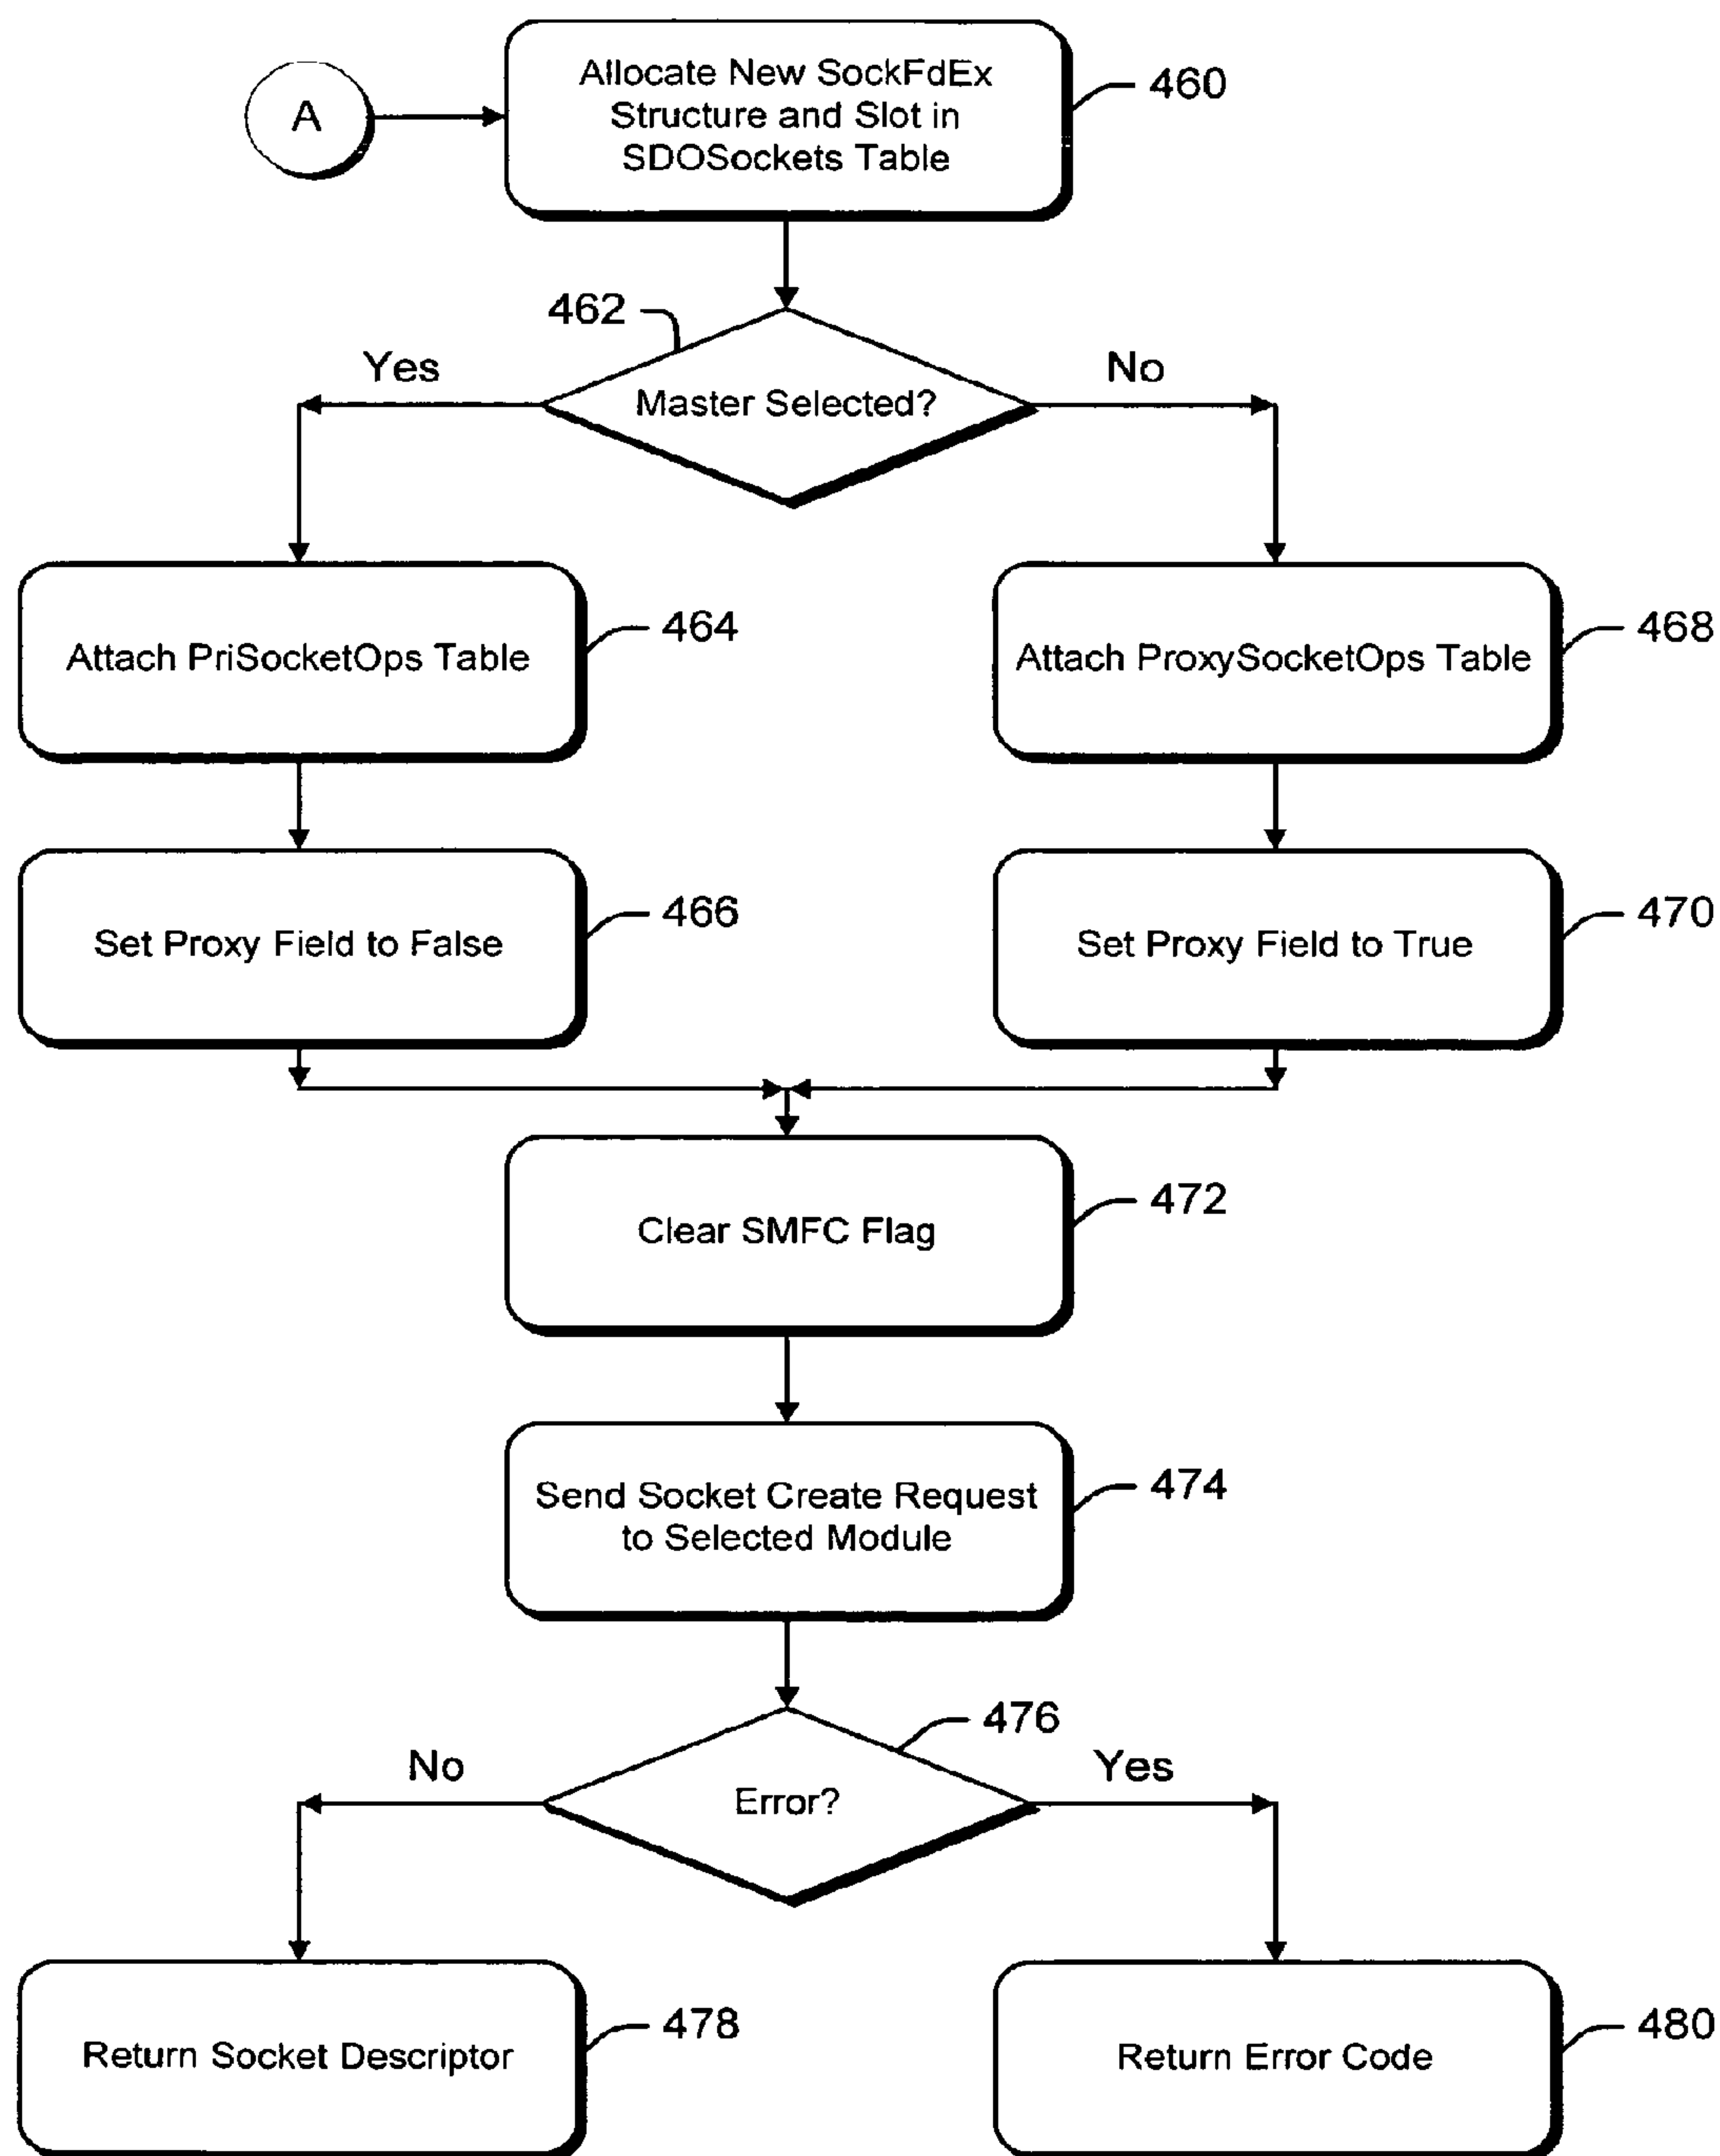 A
Allocate New SockFdEx
Structure and Slot in
SDOSockets Table
460
462
Yes
No
Master Selected?
Attach PriSocketOps Table
464
Attach ProxySocketOps Table
468
Set Proxy Field to False
466
Set Proxy Field to True
470
Clear SMFC Flag
472
Send Socket Create Request
to Selected Module
474
476
No
Yes
Error?
Return Socket Descriptor
478
Return Error Code
480